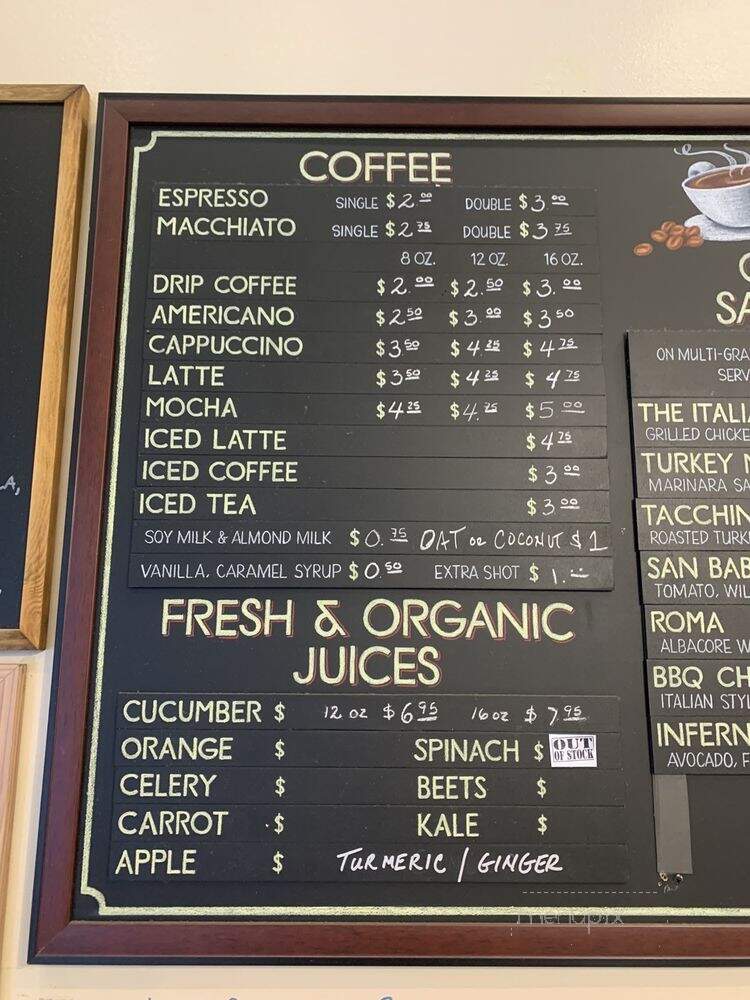 COFFEE
ESPRESSO SINGLE $2.00 DOUBLE $3.00
MACCHIATO SINGLE $2.75 DOUBLE $3.75
8 OZ. 12 OZ. 16 OZ.
DRIP COFFEE $2.00 $2.50 $3.00
AMERICANO $2.50 $3.00 $3.50
CAPPUCCINO $3.50 $4.25 $4.75
LATTE $3.50 $4.25 $4.75
MOCHA $4.25 $4.25 $5.00
ICED LATTE $4.75
ICED COFFEE $3.00
ICED TEA $3.00
SOY MILK & ALMOND MILK $0.75 OAT OR COCONUT $1
VANILLA, CARAMEL SYRUP $0.50 EXTRA SHOT $1.--
FRESH & ORGANIC
JUICES
CUCUMBER $ 12 OZ $6.95 16 OZ $7.95
ORANGE $ SPINACH $ OUT OF STOCK
CELERY $ BEETS $
CARROT $ KALE $
APPLE $ TURMERIC / GINGER
SA
ON MULTI-GRA
SERV
THE ITALI
GRILLED CHICKE
TURKEY
MARINARA SA
TACCHIN
ROASTED TURK
SAN BAB
TOMATO, WIL
ROMA
ALBACORE W
BBQ CH
ITALIAN STYL
INFERN
AVOCADO, F
menupix